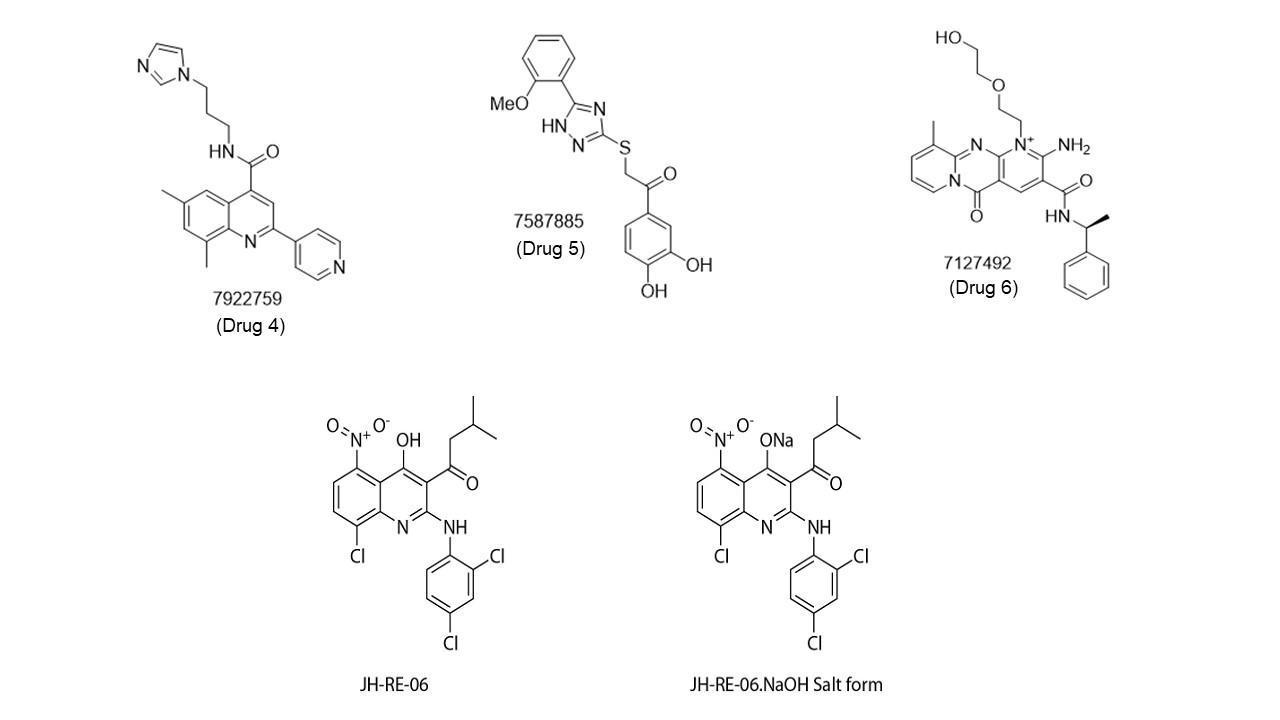 N
N
HN
O
N
N
7922759
(Drug 4)
MeO
N
HN
N
S
O
OH
OH
7587885
(Drug 5)
HO
O
N
N+
NH2
N
O
O
HN
7127492
(Drug 6)
O
O-
N+
OH
O
N
NH
Cl
Cl
Cl
JH-RE-06
O
O-
N+
ONa
O
N
NH
Cl
Cl
Cl
JH-RE-06.NaOH Salt form